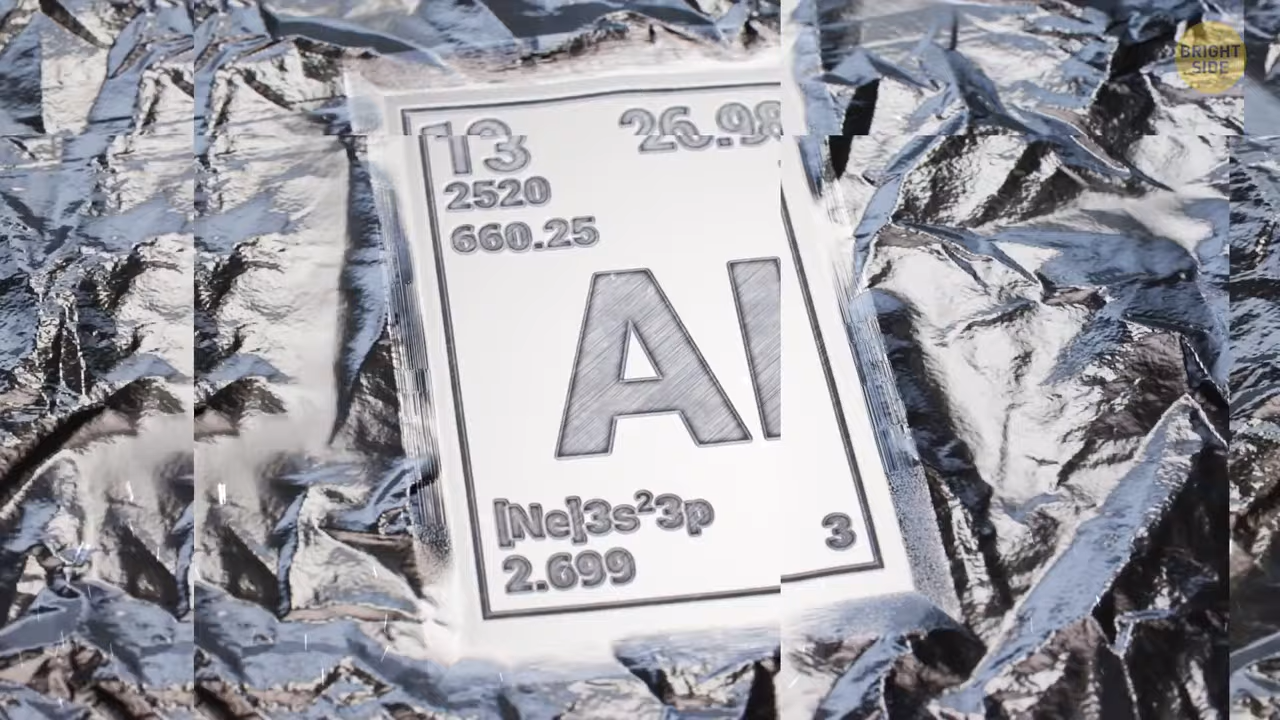 BRIGHT
SIDE
13 26.98
2520
660.25
Al
[Ne]3s²3p
3
2.699